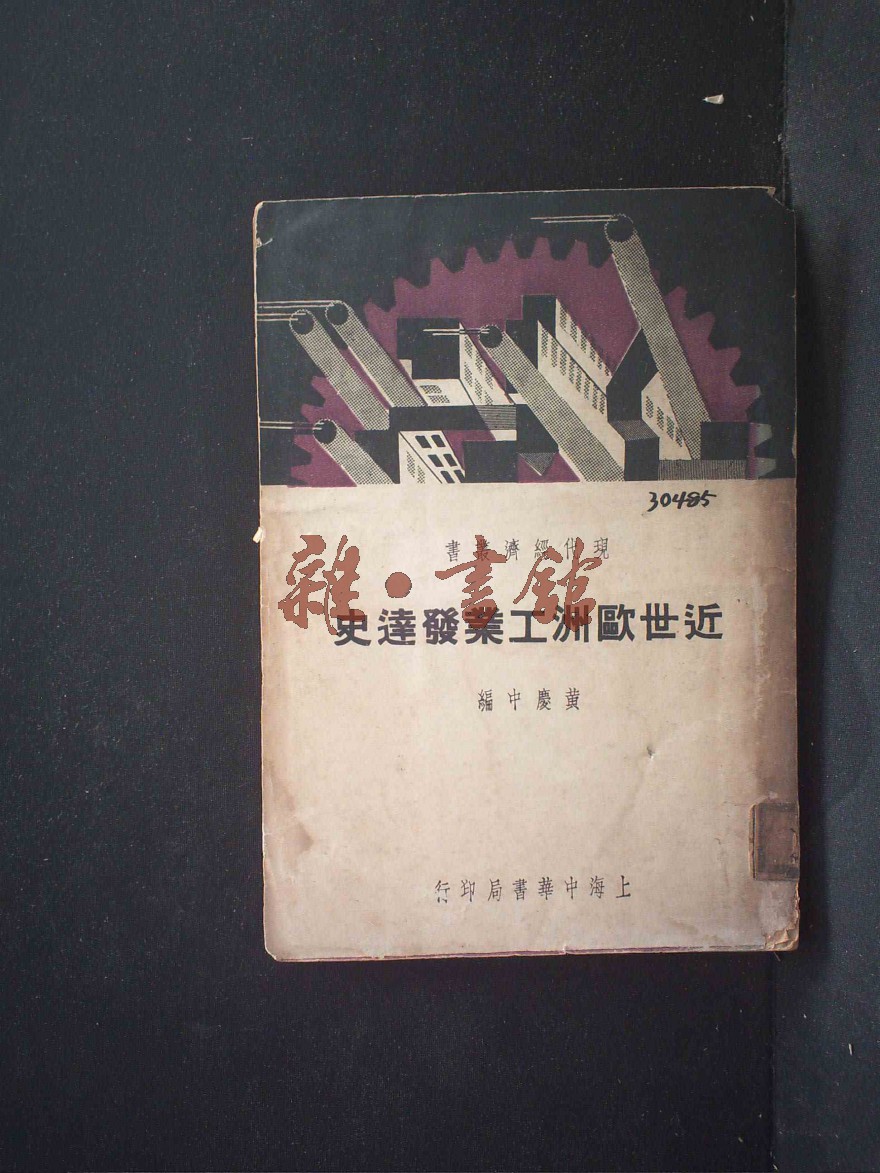 30485
現代經濟叢書
近世歐洲工業發達史
黃慶中編
上海中華書局印行
雜·書館